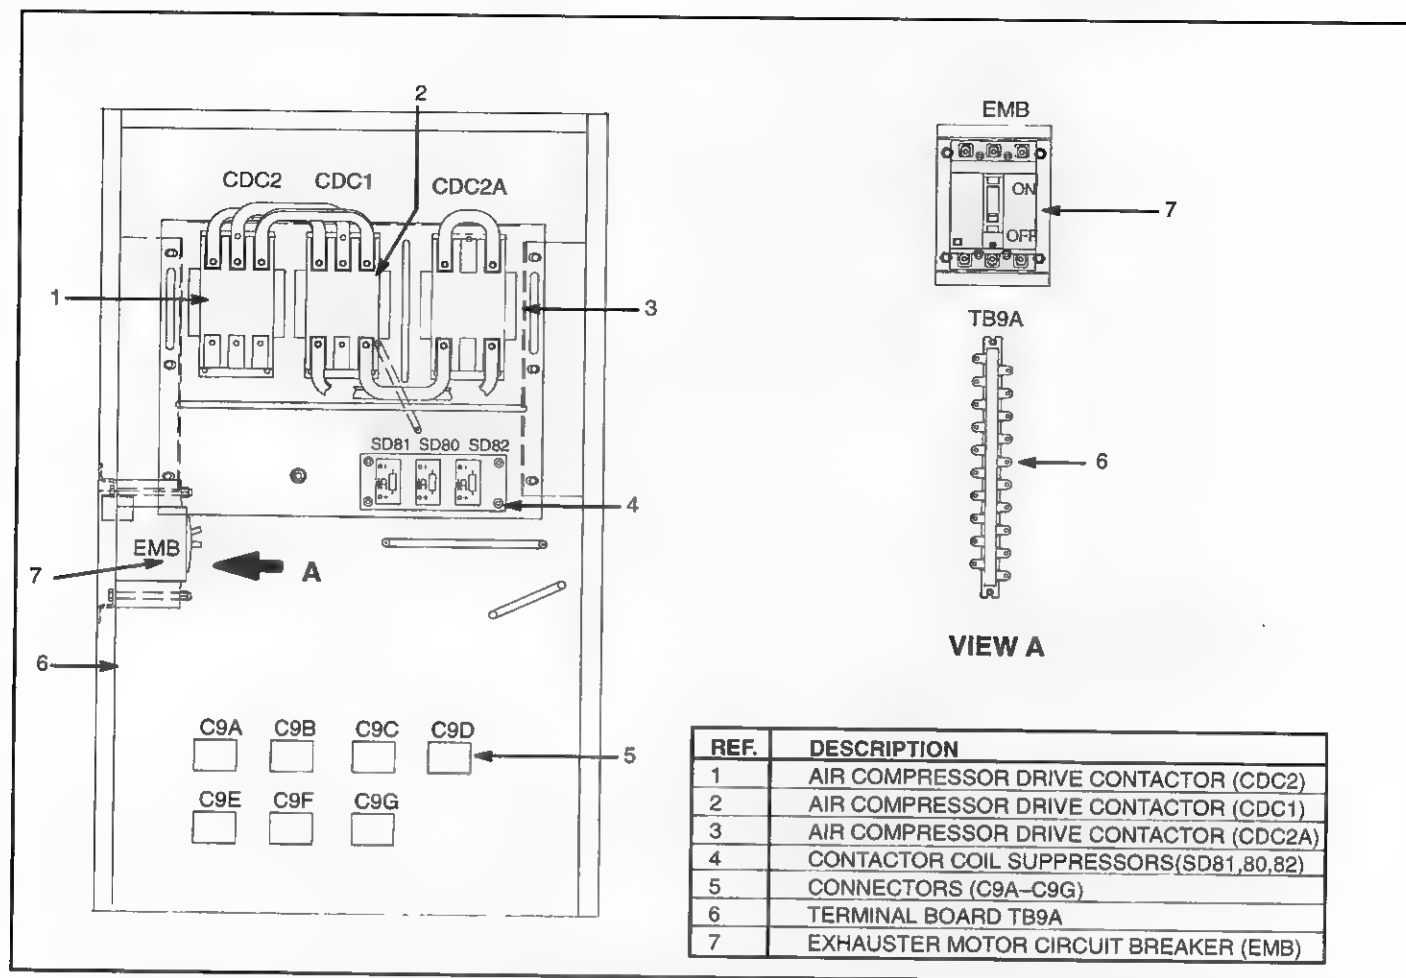 2
EMB
CDC2 CDC1 CDC2A
ON
OFF
7
1
3
TB9A
SD81 SD80 SD82
6
4
EMB
7
A
VIEW A
6
C9A C9B C9C C9D
5
C9E C9F C9G
REF. DESCRIPTION
1 AIR COMPRESSOR DRIVE CONTACTOR (CDC2)
2 AIR COMPRESSOR DRIVE CONTACTOR (CDC1)
3 AIR COMPRESSOR DRIVE CONTACTOR (CDC2A)
4 CONTACTOR COIL SUPPRESSORS(SD81,80,82)
5 CONNECTORS (C9A–C9G)
6 TERMINAL BOARD TB9A
7 EXHAUSTER MOTOR CIRCUIT BREAKER (EMB)